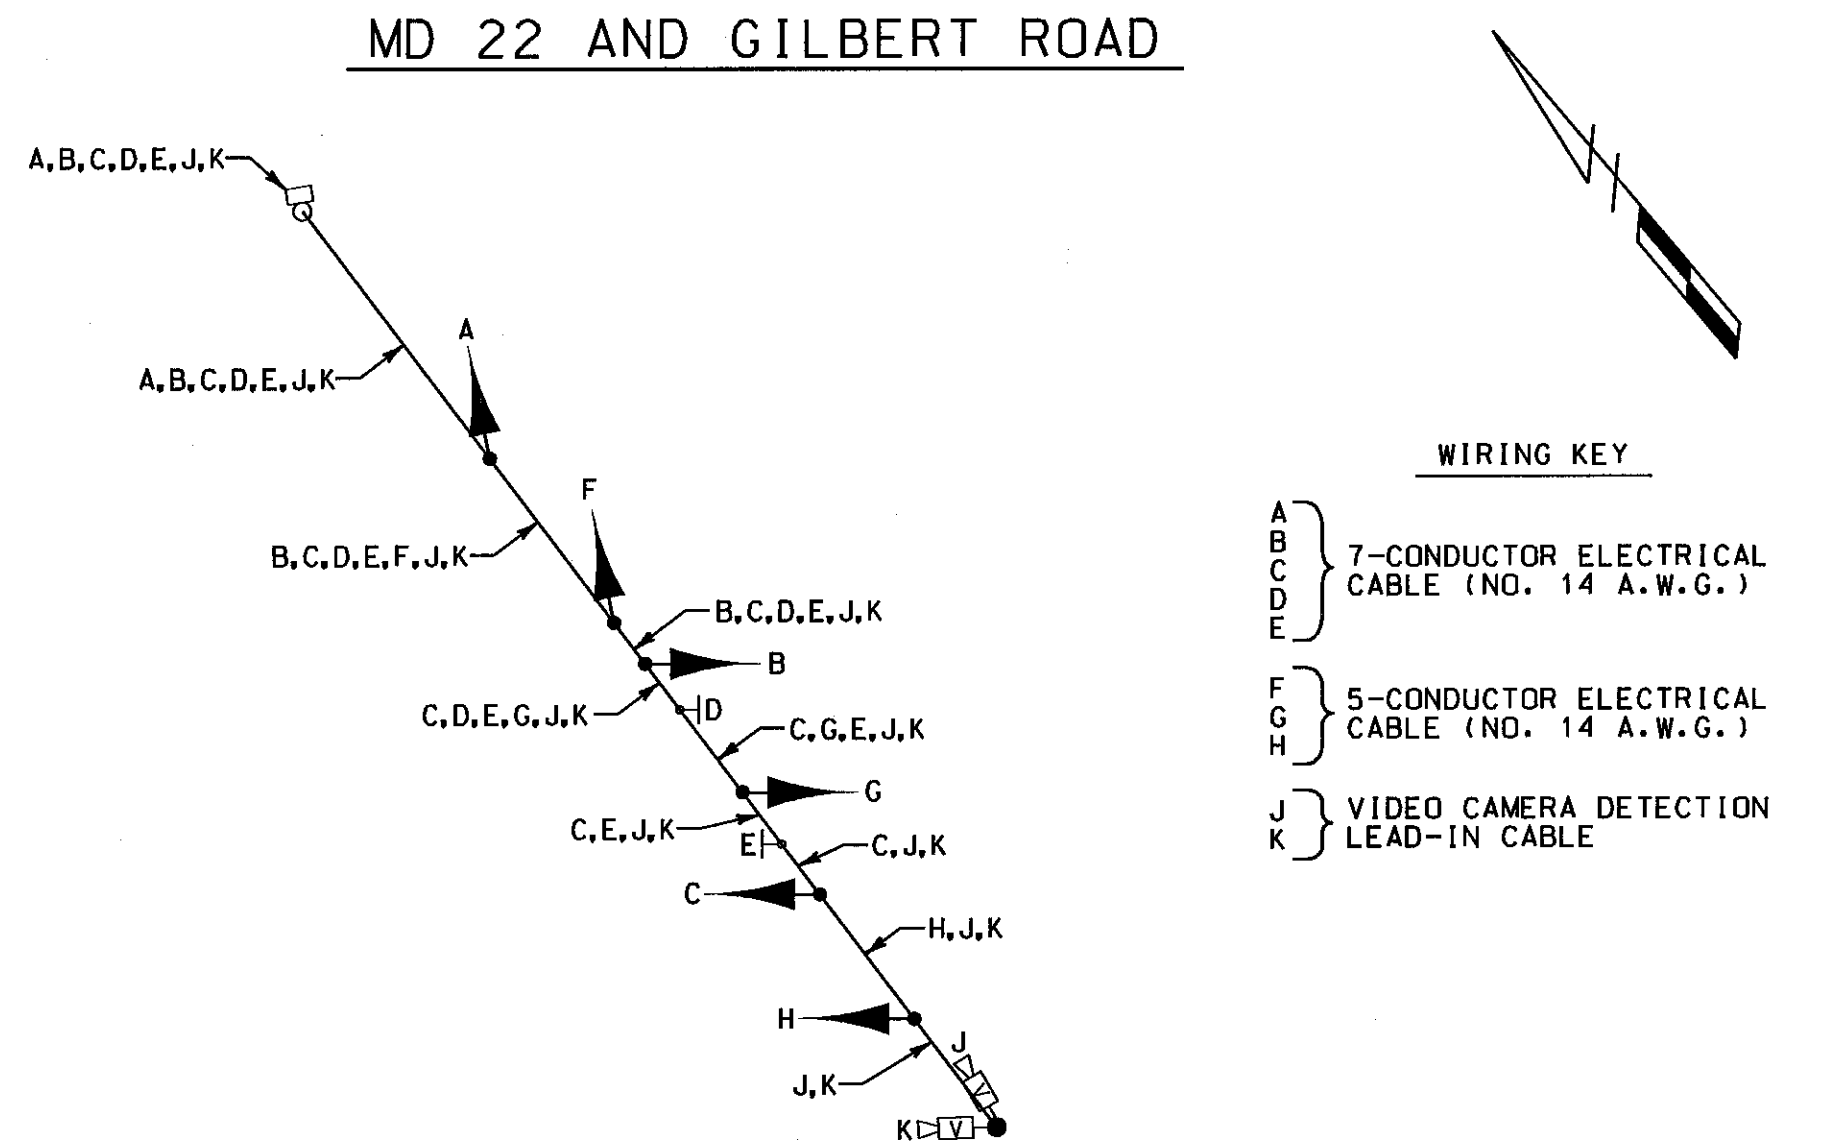 MD 22 AND GILBERT ROAD
A,B,C,D,E,J,K
A
A,B,C,D,E,J,K
F
B,C,D,E,F,J,K
B,C,D,E,J,K
B
C,D,E,G,J,K
D
C,G,E,J,K
G
C,E,J,K
E
C,J,K
C
H,J,K
H
J
J,K
V
K
V
WIRING KEY
A
B
C
D
E
7-CONDUCTOR ELECTRICAL
CABLE (NO. 14 A.W.G.)
F
G
H
5-CONDUCTOR ELECTRICAL
CABLE (NO. 14 A.W.G.)
J
K
VIDEO CAMERA DETECTION
LEAD-IN CABLE